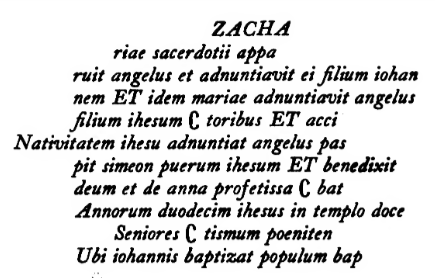 ZACHA
riae sacerdotii appa
ruit angelus et adnuntiavit ei filium iohan
nem ET idem mariae adnuntiavit angelus
filium ihesum ₵ toribus ET acci
Nativitatem ihesu adnuntiat angelus pas
pit simeon puerum ihesum ET benedixit
deum et de anna profetissa ₵ bat
Annorum duodecim ihesus in templo doce
Seniores ₵ tismum poeniten
Ubi iohannis baptizat populum bap